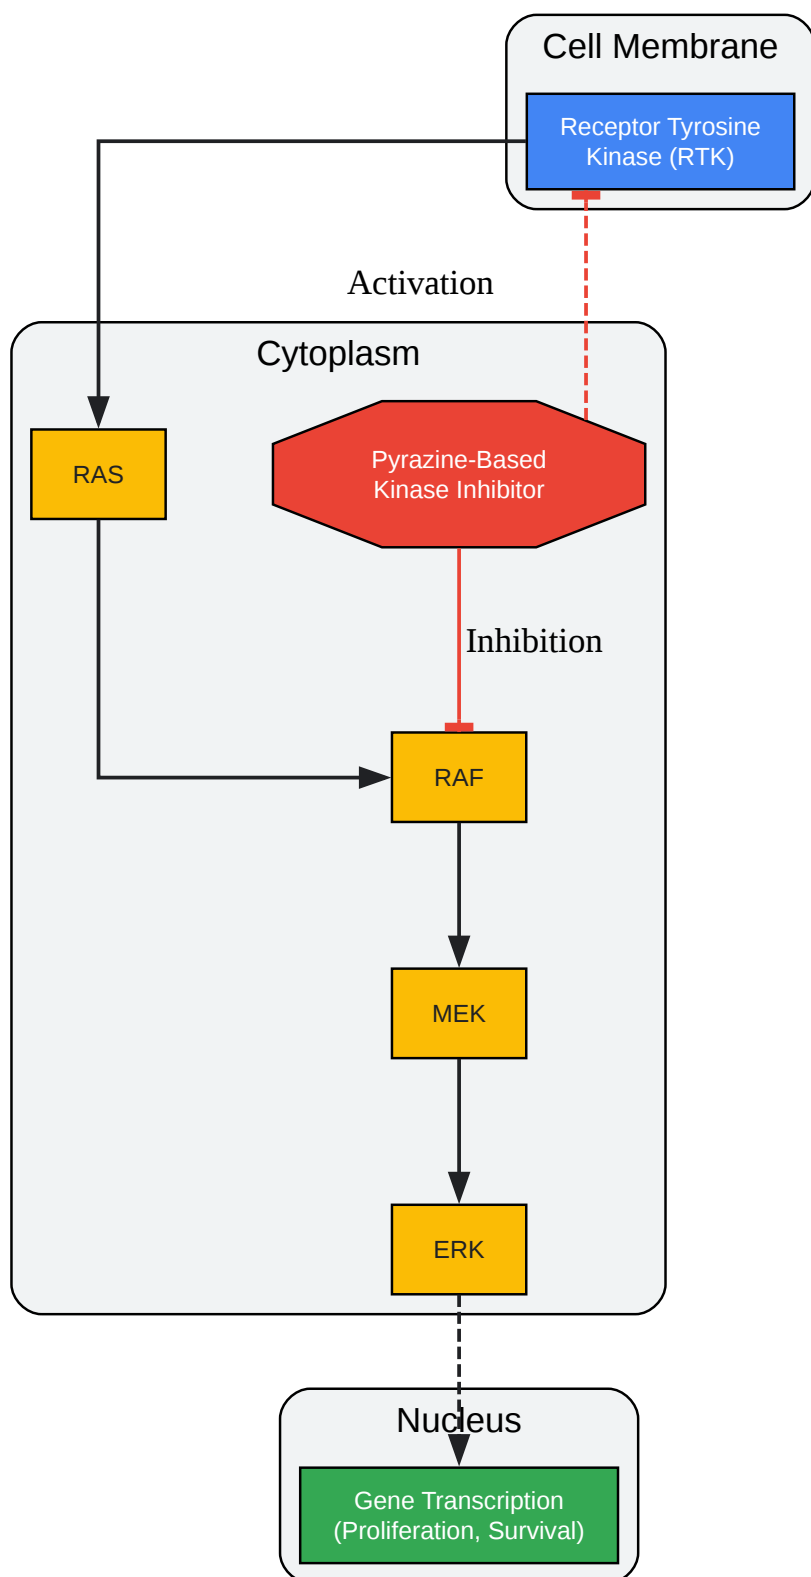 Cell Membrane
Receptor Tyrosine
Kinase (RTK)
Activation
Cytoplasm
RAS
Pyrazine-Based
Kinase Inhibitor
Inhibition
RAF
MEK
ERK
Nucleus
Gene Transcription
(Proliferation, Survival)